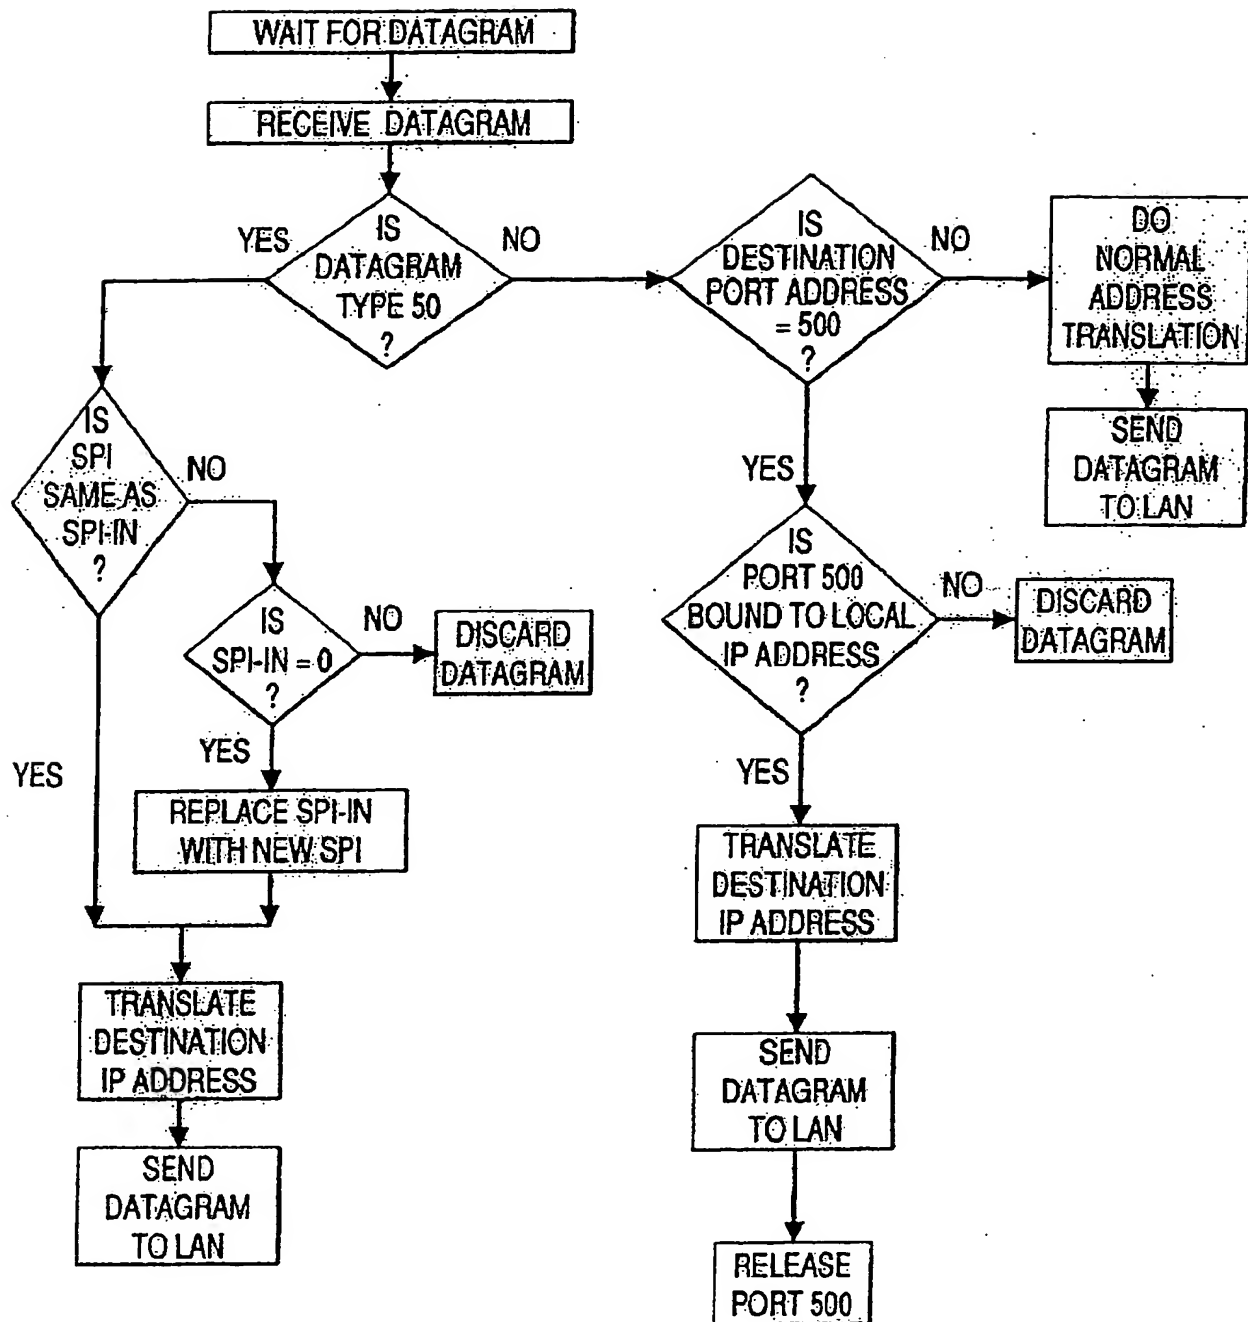 WAIT FOR DATAGRAM
RECEIVE DATAGRAM
IS
DATAGRAM
TYPE 50
?
YES
NO
IS
DESTINATION
PORT ADDRESS
= 500
?
NO
DO
NORMAL
ADDRESS
TRANSLATION
SEND
DATAGRAM
TO LAN
IS
SPI
SAME AS
SPI-IN
?
NO
YES
IS
SPI-IN = 0
?
NO
DISCARD
DATAGRAM
YES
REPLACE SPI-IN
WITH NEW SPI
TRANSLATE
DESTINATION
IP ADDRESS
SEND
DATAGRAM
TO LAN
YES
IS
PORT 500
BOUND TO LOCAL
IP ADDRESS
?
NO
DISCARD
DATAGRAM
YES
TRANSLATE
DESTINATION
IP ADDRESS
SEND
DATAGRAM
TO LAN
RELEASE
PORT 500